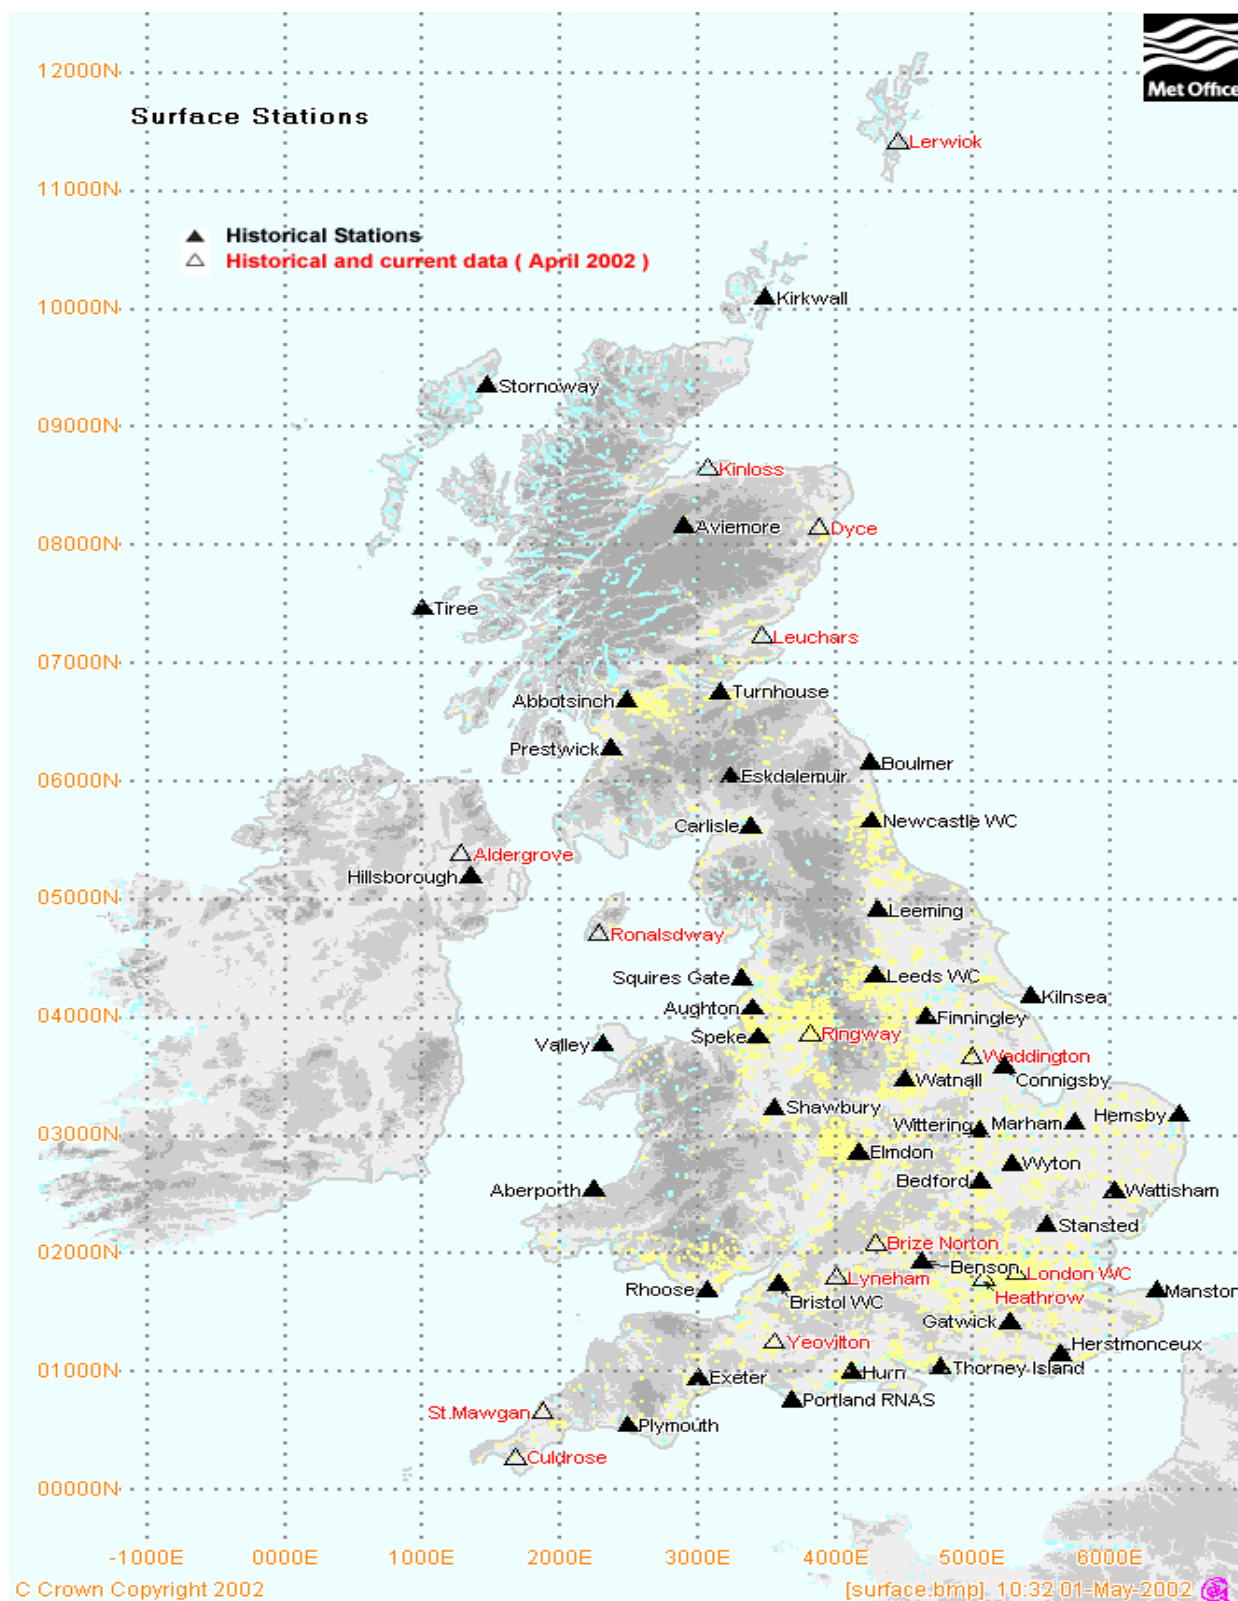 Met Office
12000N
Surface Stations
Lerwick
11000N
Historical Stations
Historical and current data ( April 2002 )
Kirkwall
10000N
Stornoway
09000N
Kinloss
Aviemore
Dyce
08000N
Tiree
Leuchars
07000N
Turnhouse
Abbotsinch
Prestwick
Boulmer
06000N
Eskdalemuir
Newcastle WC
Carlisle
Aldergrove
Hillsborough
05000N
Leeming
Ronalsdway
Squires Gate
Leeds WC
Kilnsea
Aughton
04000N
Finningley
Speke
Ringway
Valley
Waddington
Watnall
Connigsby
Shawbury
Wittering
Marham
Hemsby
03000N
Elmdon
Wyton
Bedford
Aberporth
Wattisham
Stansted
Brize Norton
02000N
Benson
London WC
Lyneham
Rhoose
Bristol WC
Heathrow
Manston
Gatwick
Yeovilton
Herstmonceux
01000N
Exeter
Hurn
Thorney Island
Portland RNAS
St.Mawgan
Plymouth
Culdrose
00000N
-1000E 0000E 1000E 2000E 3000E 4000E 5000E 6000E
C Crown Copyright 2002
[surface.bmp] 10:32 01-May-2002